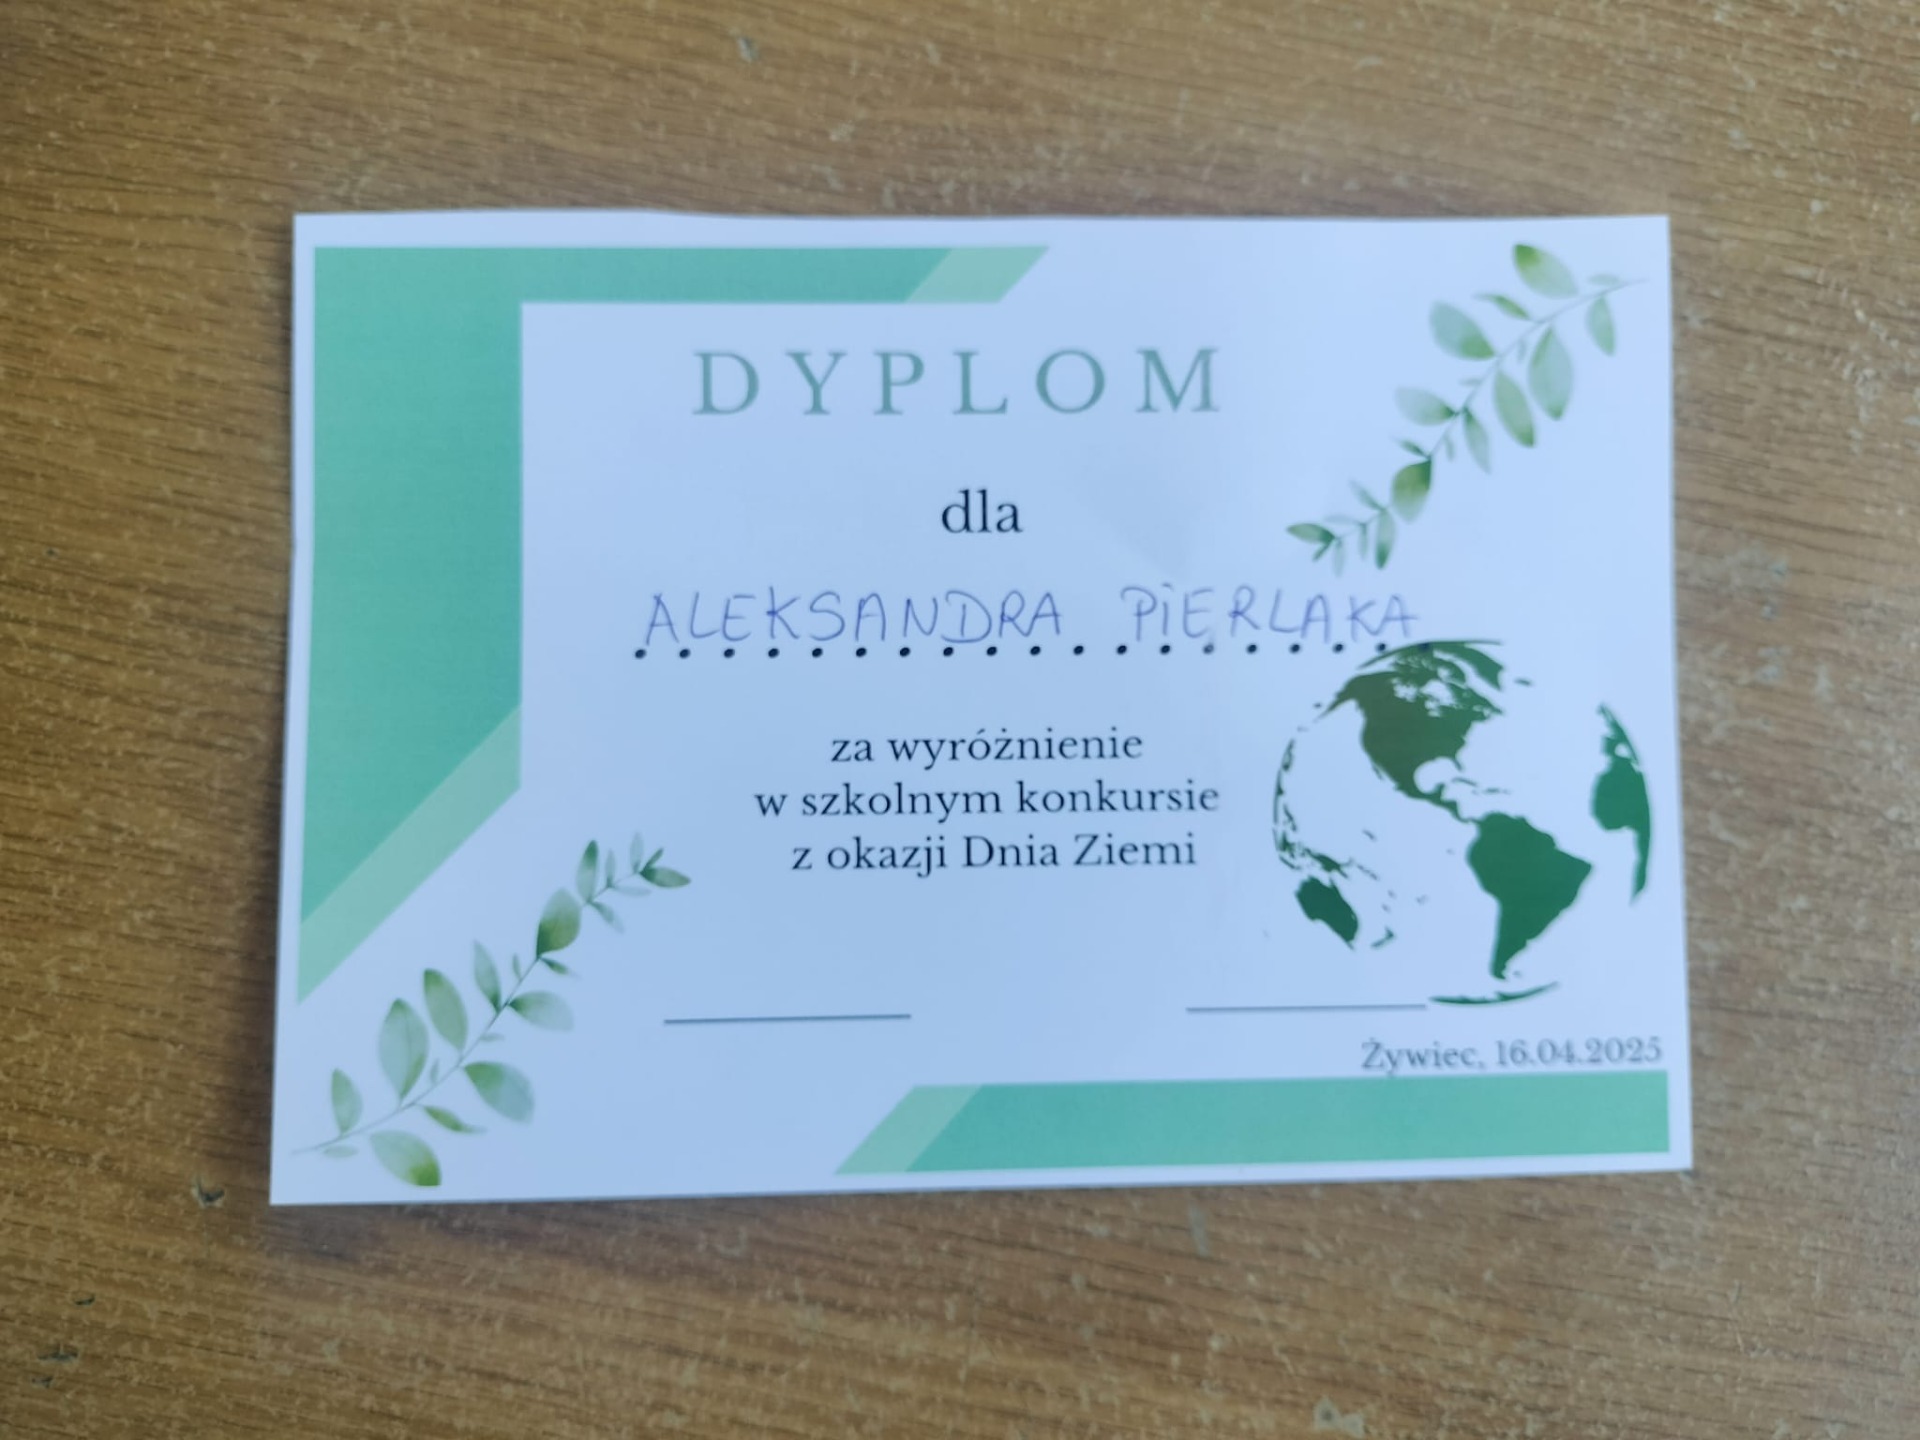 DYPLOM
dla
ALEKSANDRA PIERLAKA
za wyróżnienie
w szkolnym konkursie
z okazji Dnia Ziemi
Żywiec, 16.04.2025